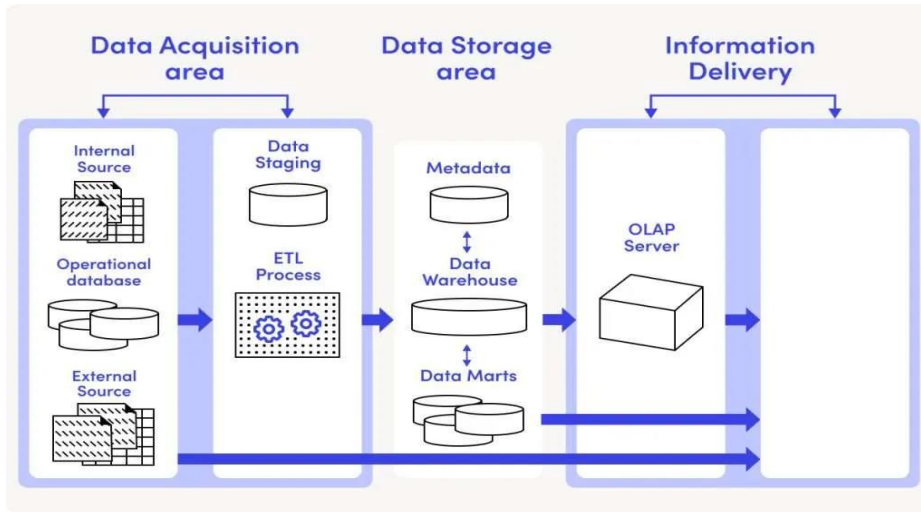 Data Acquisition
area
Data Storage
area
Information
Delivery
Internal
Source
Operational
database
External
Source
Data
Staging
ETL
Process
Metadata
Data
Warehouse
Data Marts
OLAP
Server